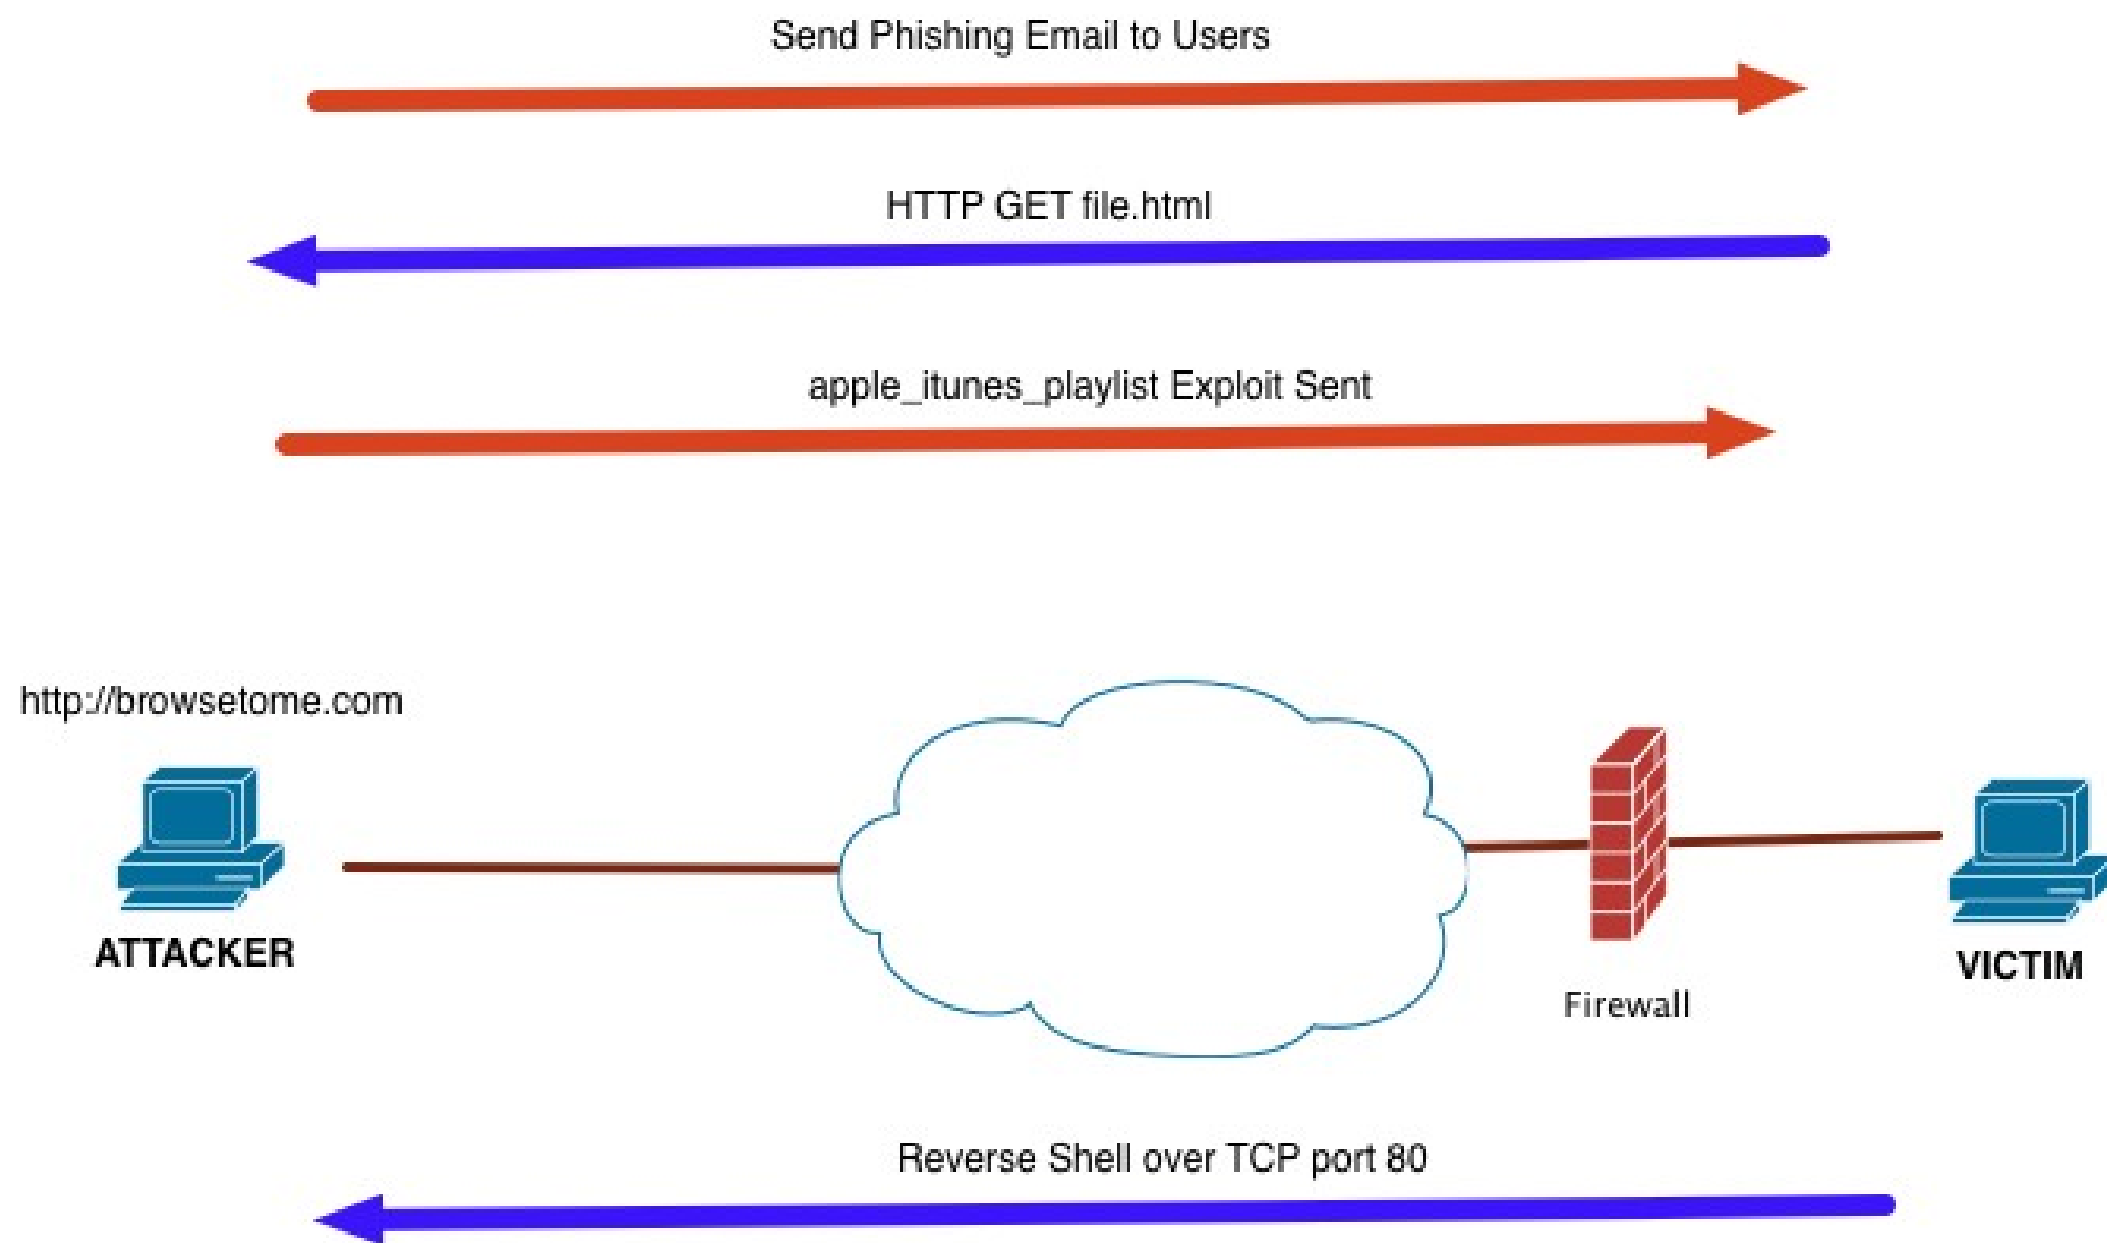 Send Phishing Email to Users
HTTP GET file.html
apple_itunes_playlist Exploit Sent
http://browsetome.com
ATTACKER
VICTIM
Firewall
Reverse Shell over TCP port 80